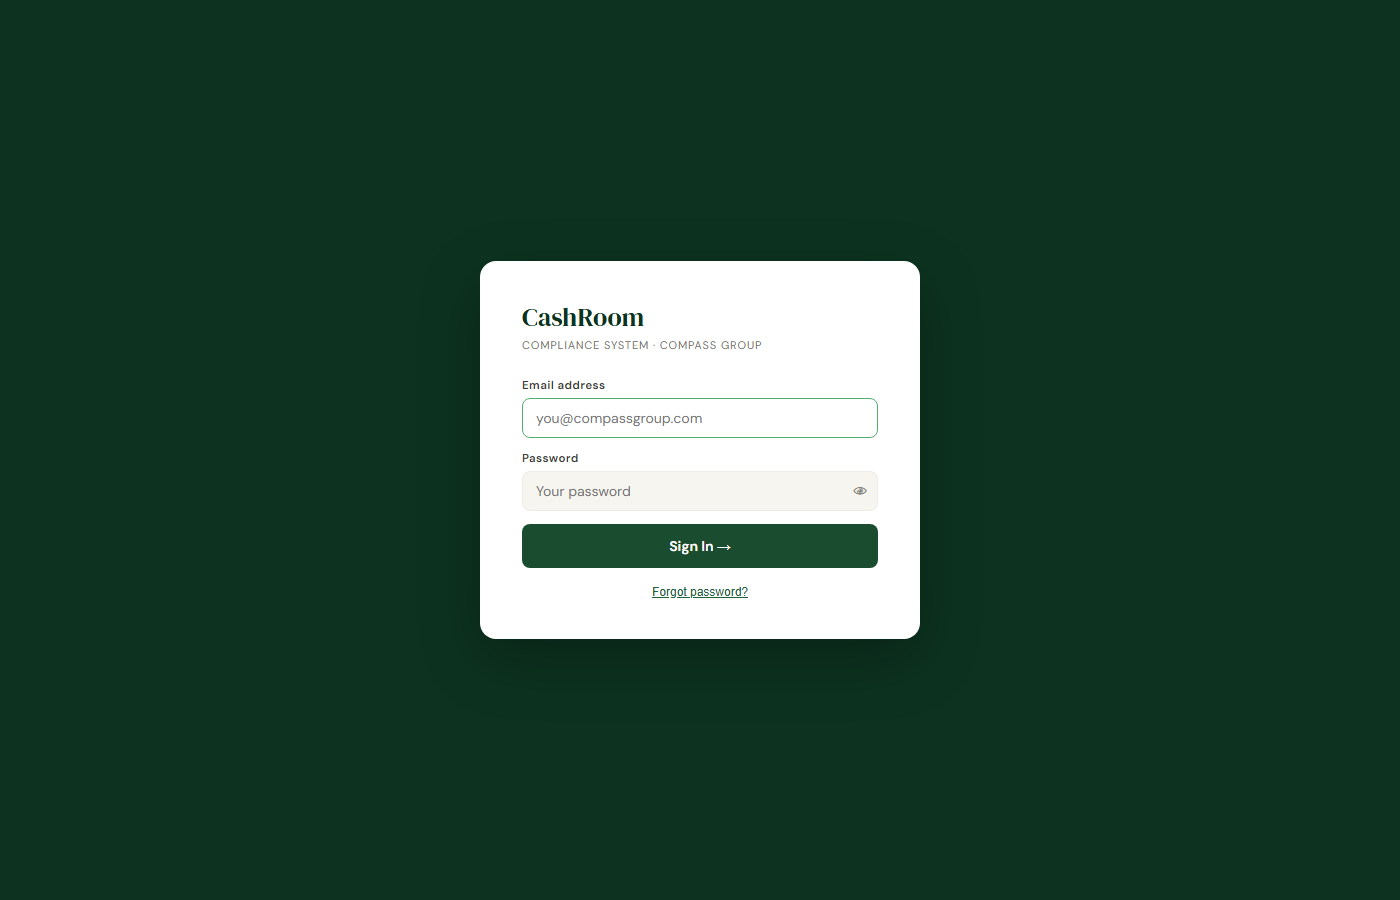 CashRoom
COMPLIANCE SYSTEM · COMPASS GROUP
Email address
you@compassgroup.com
Password
Your password
Sign In →
Forgot password?